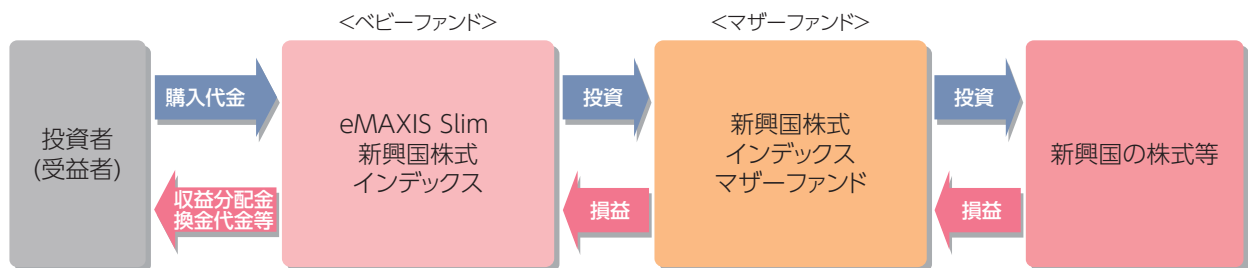 <ベビーファンド>
<マザーファンド>
投資者
(受益者)
購入代金
収益分配金
換金代金等
eMAXIS Slim
新興国株式
インデックス
投資
損益
新興国株式
インデックス
マザーファンド
投資
損益
新興国の株式等